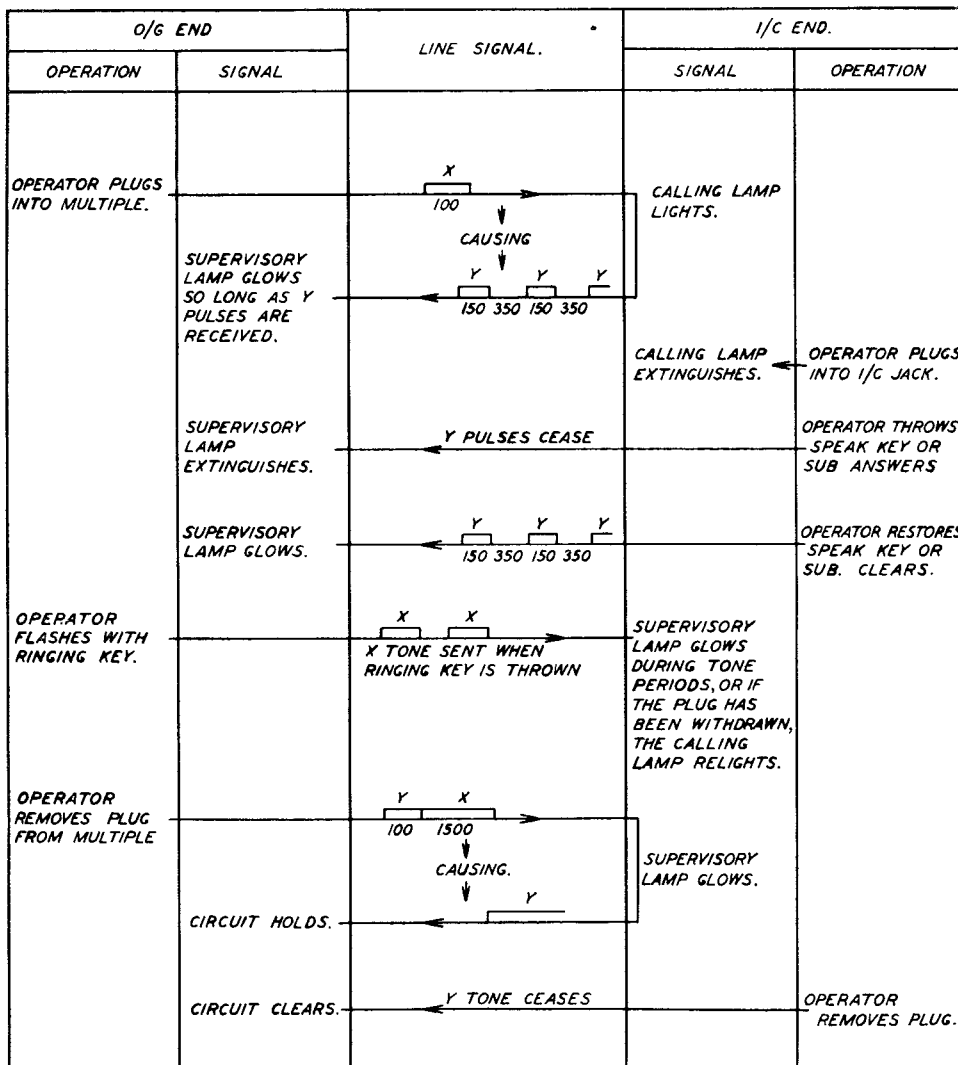 O/G END
LINE SIGNAL.
I/C END.
OPERATION
SIGNAL
SIGNAL
OPERATION
OPERATOR PLUGS
INTO MULTIPLE.
X
100
CALLING LAMP
LIGHTS.
CAUSING
SUPERVISORY
LAMP GLOWS
SO LONG AS Y
PULSES ARE
RECEIVED.
Y Y Y
150 350 150 350
CALLING LAMP
EXTINGUISHES.
OPERATOR PLUGS
INTO I/C JACK.
SUPERVISORY
LAMP
EXTINGUISHES.
Y PULSES CEASE
OPERATOR THROWS
SPEAK KEY OR
SUB ANSWERS
SUPERVISORY
LAMP GLOWS.
Y Y Y
150 350 150 350
OPERATOR RESTORES
SPEAK KEY OR
SUB. CLEARS.
OPERATOR
FLASHES WITH
RINGING KEY.
X X
X TONE SENT WHEN
RINGING KEY IS THROWN
SUPERVISORY
LAMP GLOWS
DURING TONE
PERIODS, OR IF
THE PLUG HAS
BEEN WITHDRAWN,
THE CALLING
LAMP RELIGHTS.
OPERATOR
REMOVES PLUG
FROM MULTIPLE
Y X
100 1500
CAUSING.
SUPERVISORY
LAMP GLOWS.
Y
CIRCUIT HOLDS.
CIRCUIT CLEARS.
Y TONE CEASES
OPERATOR
REMOVES PLUG.